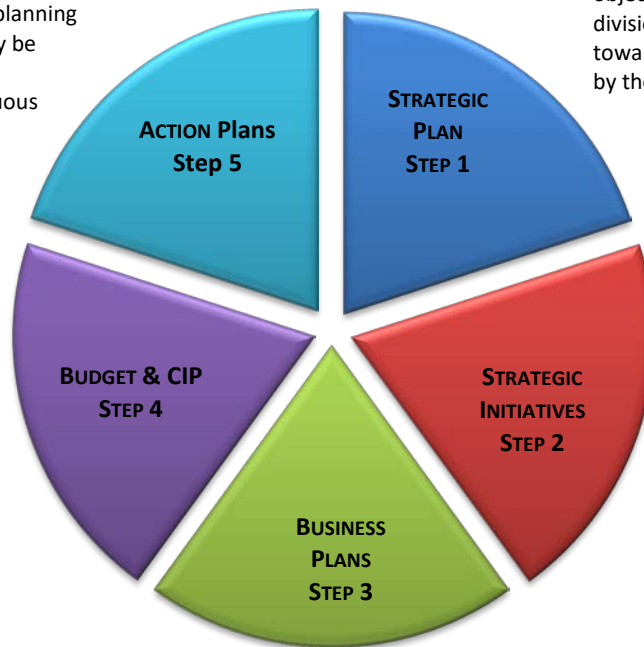 planning
y be
uous
objec
divisi
towa
by the
ACTION Plans
Step 5
STRATEGIC
PLAN
STEP 1
BUDGET & CIP
STEP 4
STRATEGIC
INITIATIVES
STEP 2
BUSINESS
PLANS
STEP 3